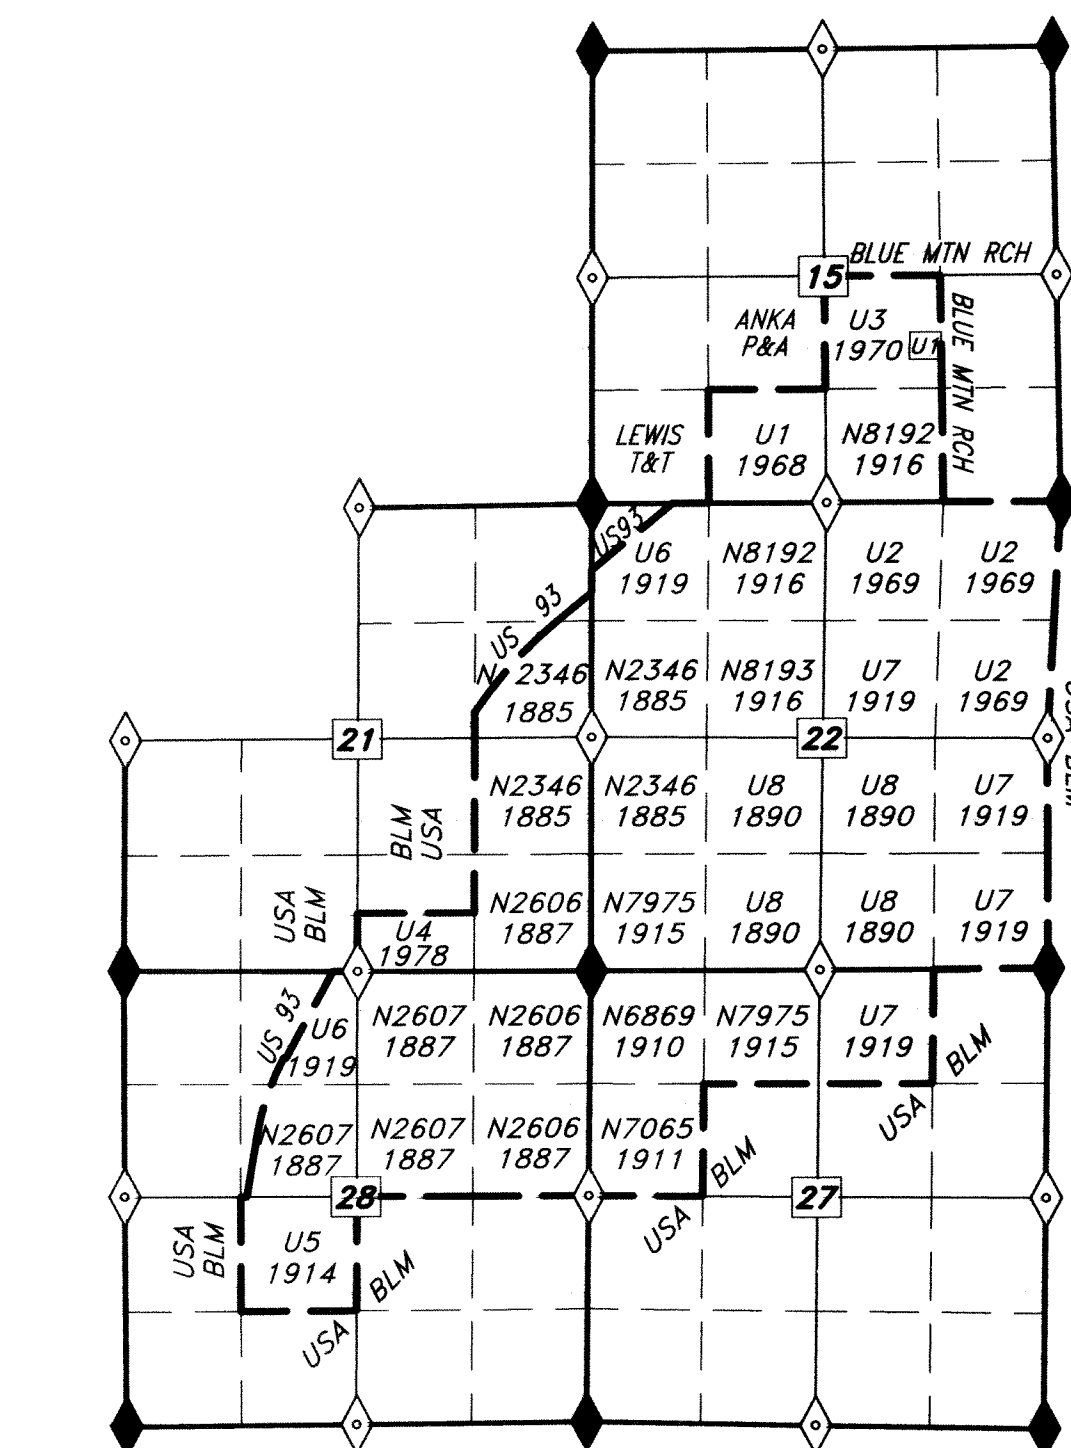 BLUE MTN RCH
15
ANKA
P&A
U3
1970
U1
BLUE MTN RCH
LEWIS
T&T
U1
1968
N8192
1916
US93
U6
1919
N8192
1916
U2
1969
U2
1969
US 93
N 2346
1885
N2346
1885
N8193
1916
U7
1919
U2
1969
21
22
BLM
USA
N2346
1885
N2346
1885
U8
1890
U8
1890
U7
1919
USA
BLM
U4
1978
N2606
1887
N7975
1915
U8
1890
U8
1890
U7
1919
US 93
U6
1919
N2607
1887
N2606
1887
N6869
1910
N7975
1915
U7
1919
BLM
USA
N2607
1887
N2607
1887
N2606
1887
N7065
1911
BLM
USA
28
27
USA
BLM
U5
1914
BLM
USA